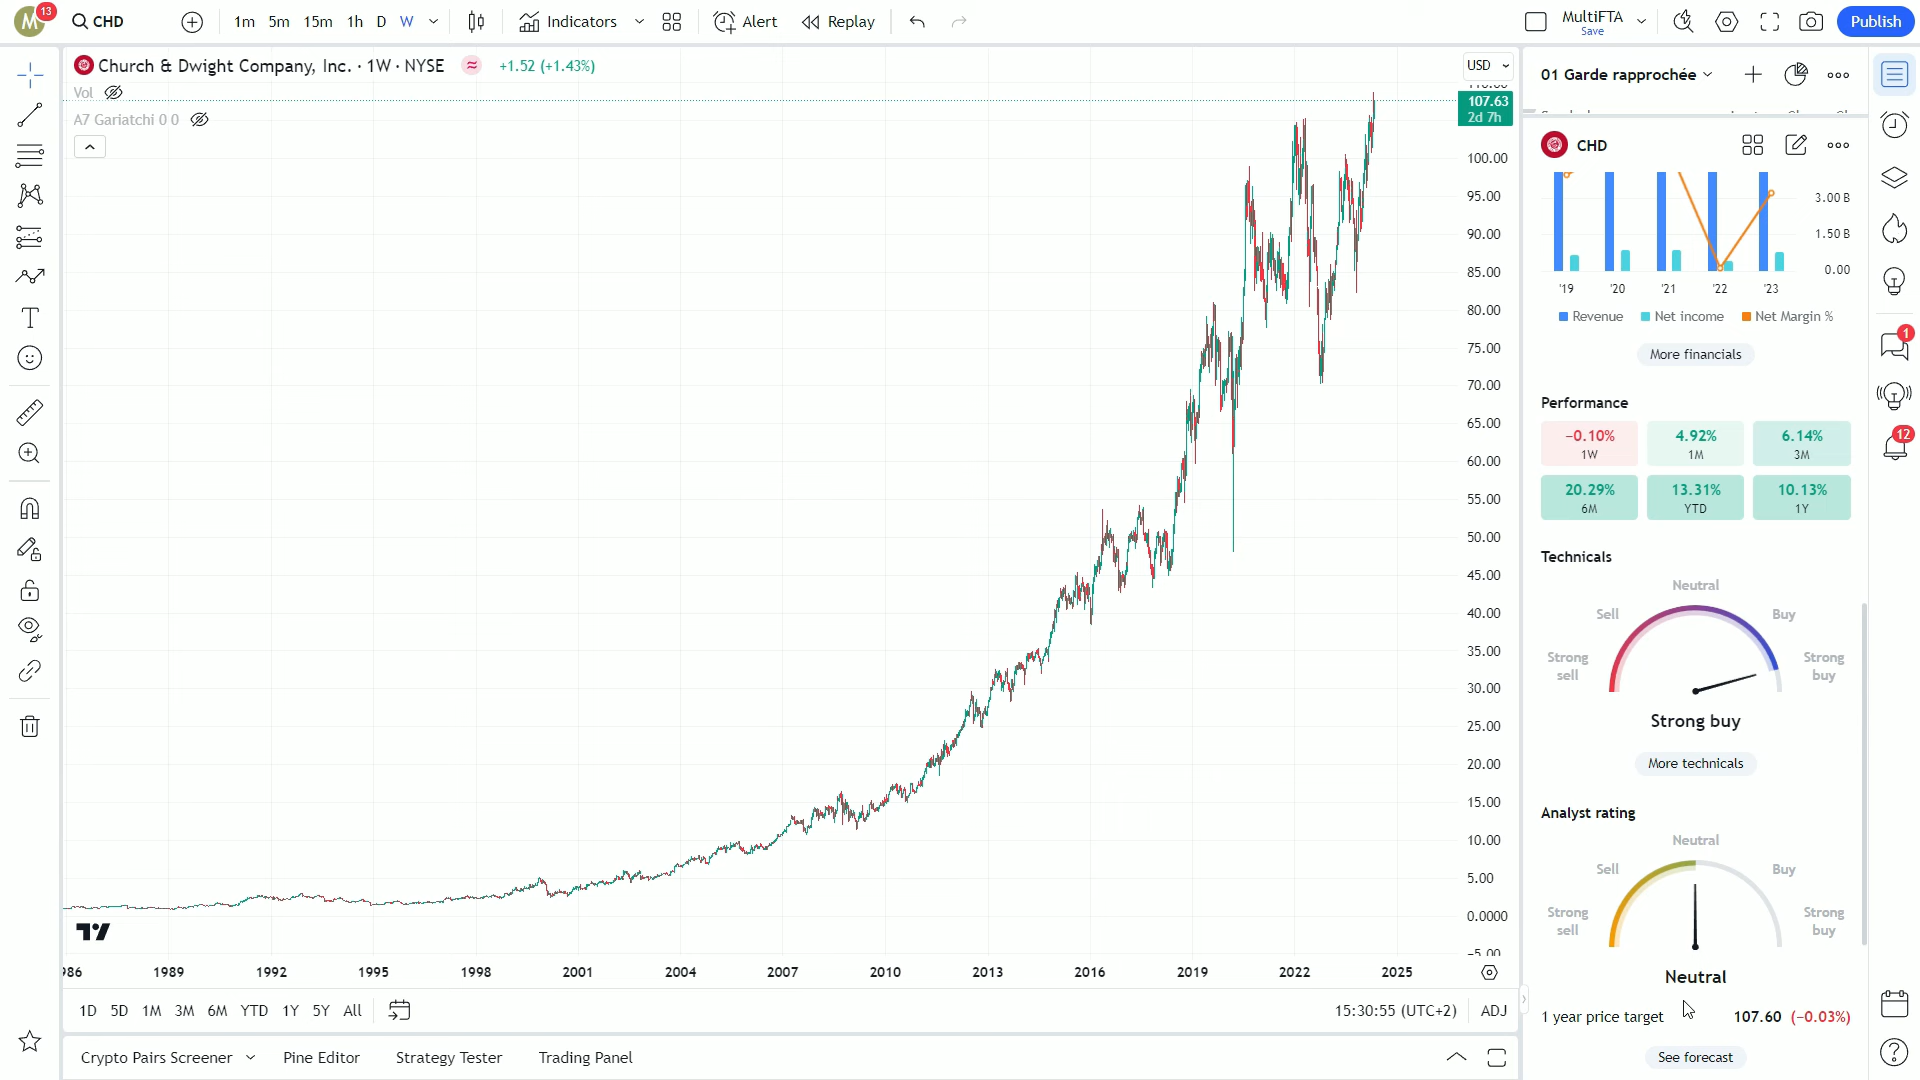 M
13
CHD
1m 5m 15m 1h D W
Indicators
Alert
Replay
MultiFTA
Save
Publish
Church & Dwight Company, Inc. · 1W · NYSE
+1.52 (+1.43%)
USD
Vol
A7 Gariatchi 0 0
107.63
2d 7h
100.00
95.00
90.00
85.00
80.00
75.00
70.00
65.00
60.00
55.00
50.00
45.00
40.00
35.00
30.00
25.00
20.00
15.00
10.00
5.00
0.0000
1989 1992 1995 1998 2001 2004 2007 2010 2013 2016 2019 2022 2025
1D 5D 1M 3M 6M YTD 1Y 5Y All
15:30:55 (UTC+2)
ADJ
Crypto Pairs Screener
Pine Editor
Strategy Tester
Trading Panel
01 Garde rapprochée
CHD
3.00 B
1.50 B
0.00
'19 '20 '21 '22 '23
Revenue Net income Net Margin %
More financials
Performance
−0.10% 4.92% 6.14%
1W 1M 3M
20.29% 13.31% 10.13%
6M YTD 1Y
Technicals
Neutral
Sell Buy
Strong sell
Strong buy
Strong buy
More technicals
Analyst rating
Neutral
Sell Buy
Strong sell
Strong buy
Neutral
1 year price target 107.60 (−0.03%)
See forecast
1
12